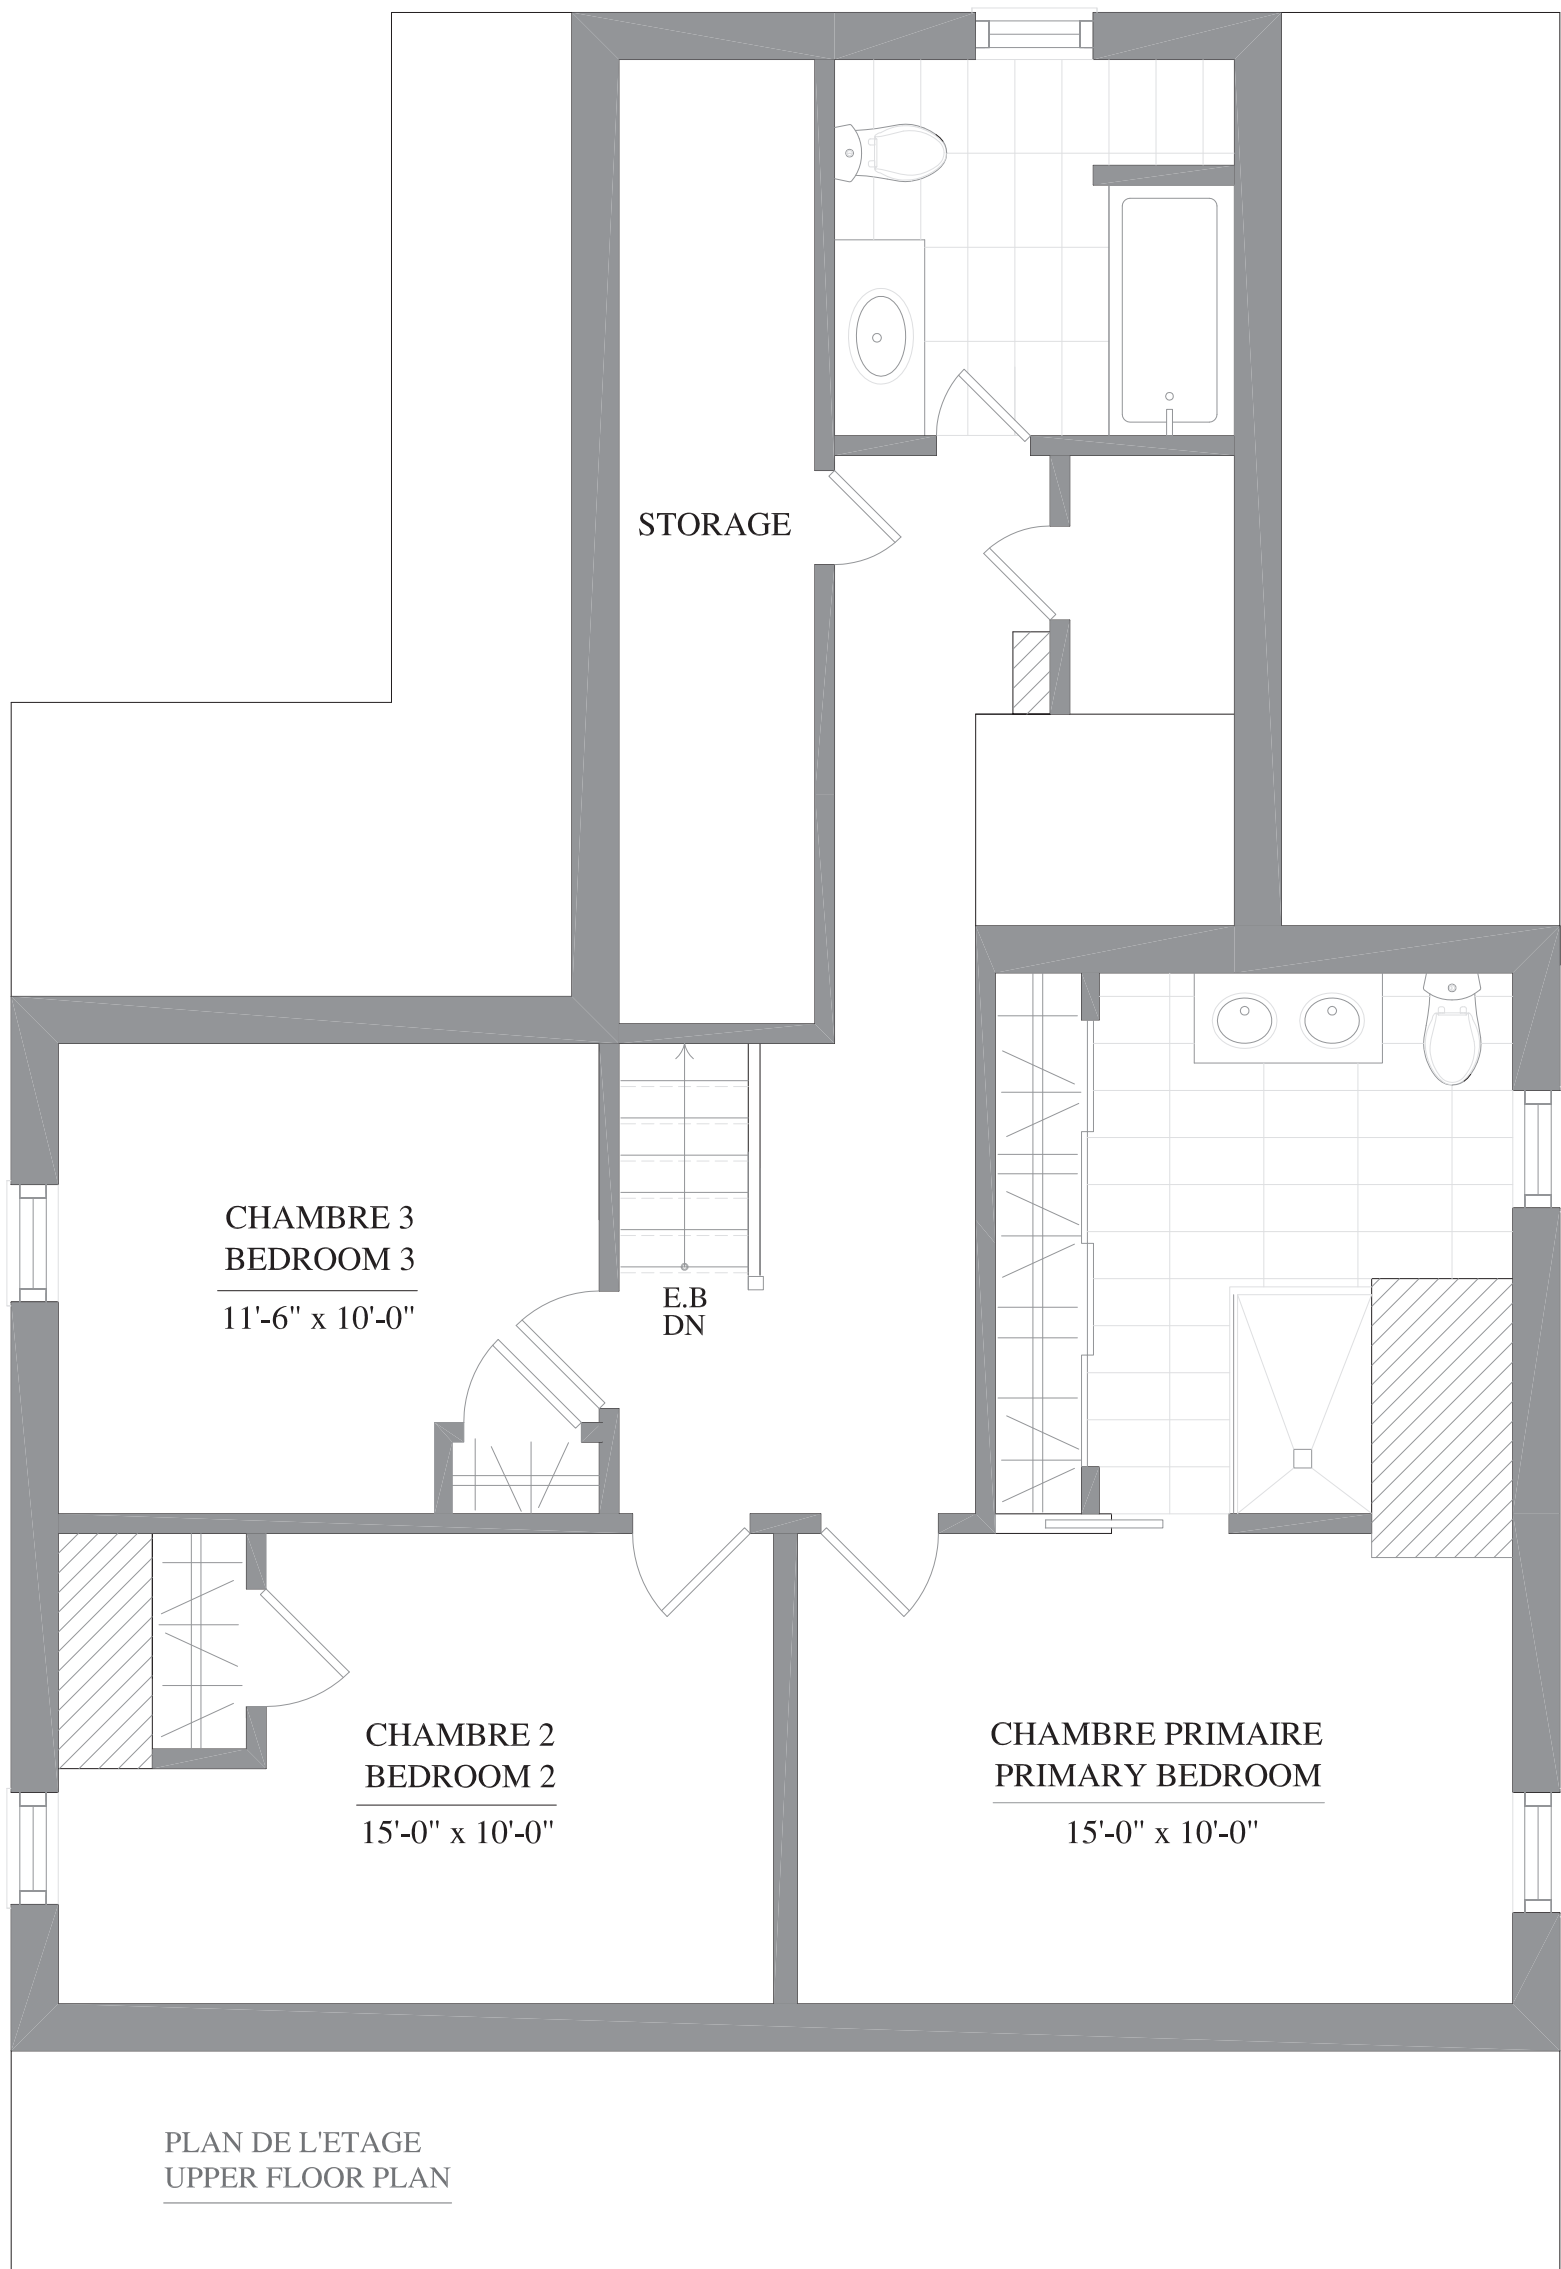 STORAGE
CHAMBRE 3
BEDROOM 3
11'-6" x 10'-0"
E.B
DN
CHAMBRE 2
BEDROOM 2
15'-0" x 10'-0"
CHAMBRE PRIMAIRE
PRIMARY BEDROOM
15'-0" x 10'-0"
PLAN DE L'ETAGE
UPPER FLOOR PLAN